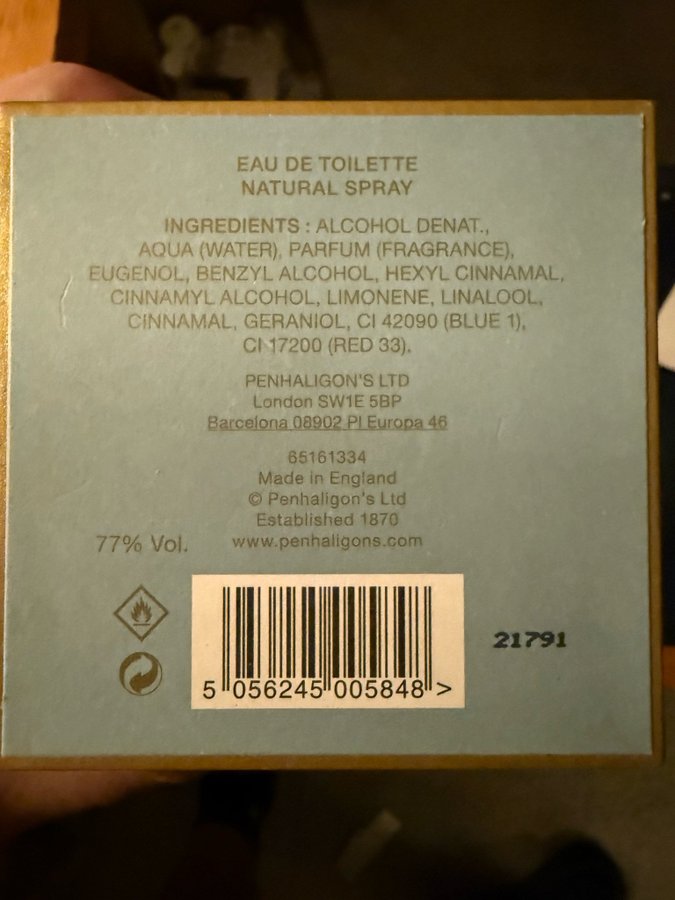 EAU DE TOILETTE
NATURAL SPRAY
INGREDIENTS : ALCOHOL DENAT.,
AQUA (WATER), PARFUM (FRAGRANCE),
EUGENOL, BENZYL ALCOHOL, HEXYL CINNAMAL,
CINNAMYL ALCOHOL, LIMONENE, LINALOOL,
CINNAMAL, GERANIOL, CI 42090 (BLUE 1),
CI 17200 (RED 33).
PENHALIGON'S LTD
London SW1E 5BP
Barcelona 08902 Pl Europa 46
65161334
Made in England
© Penhaligon's Ltd
Established 1870
www.penhaligons.com
77% Vol.
21791
5 056245 005848 >